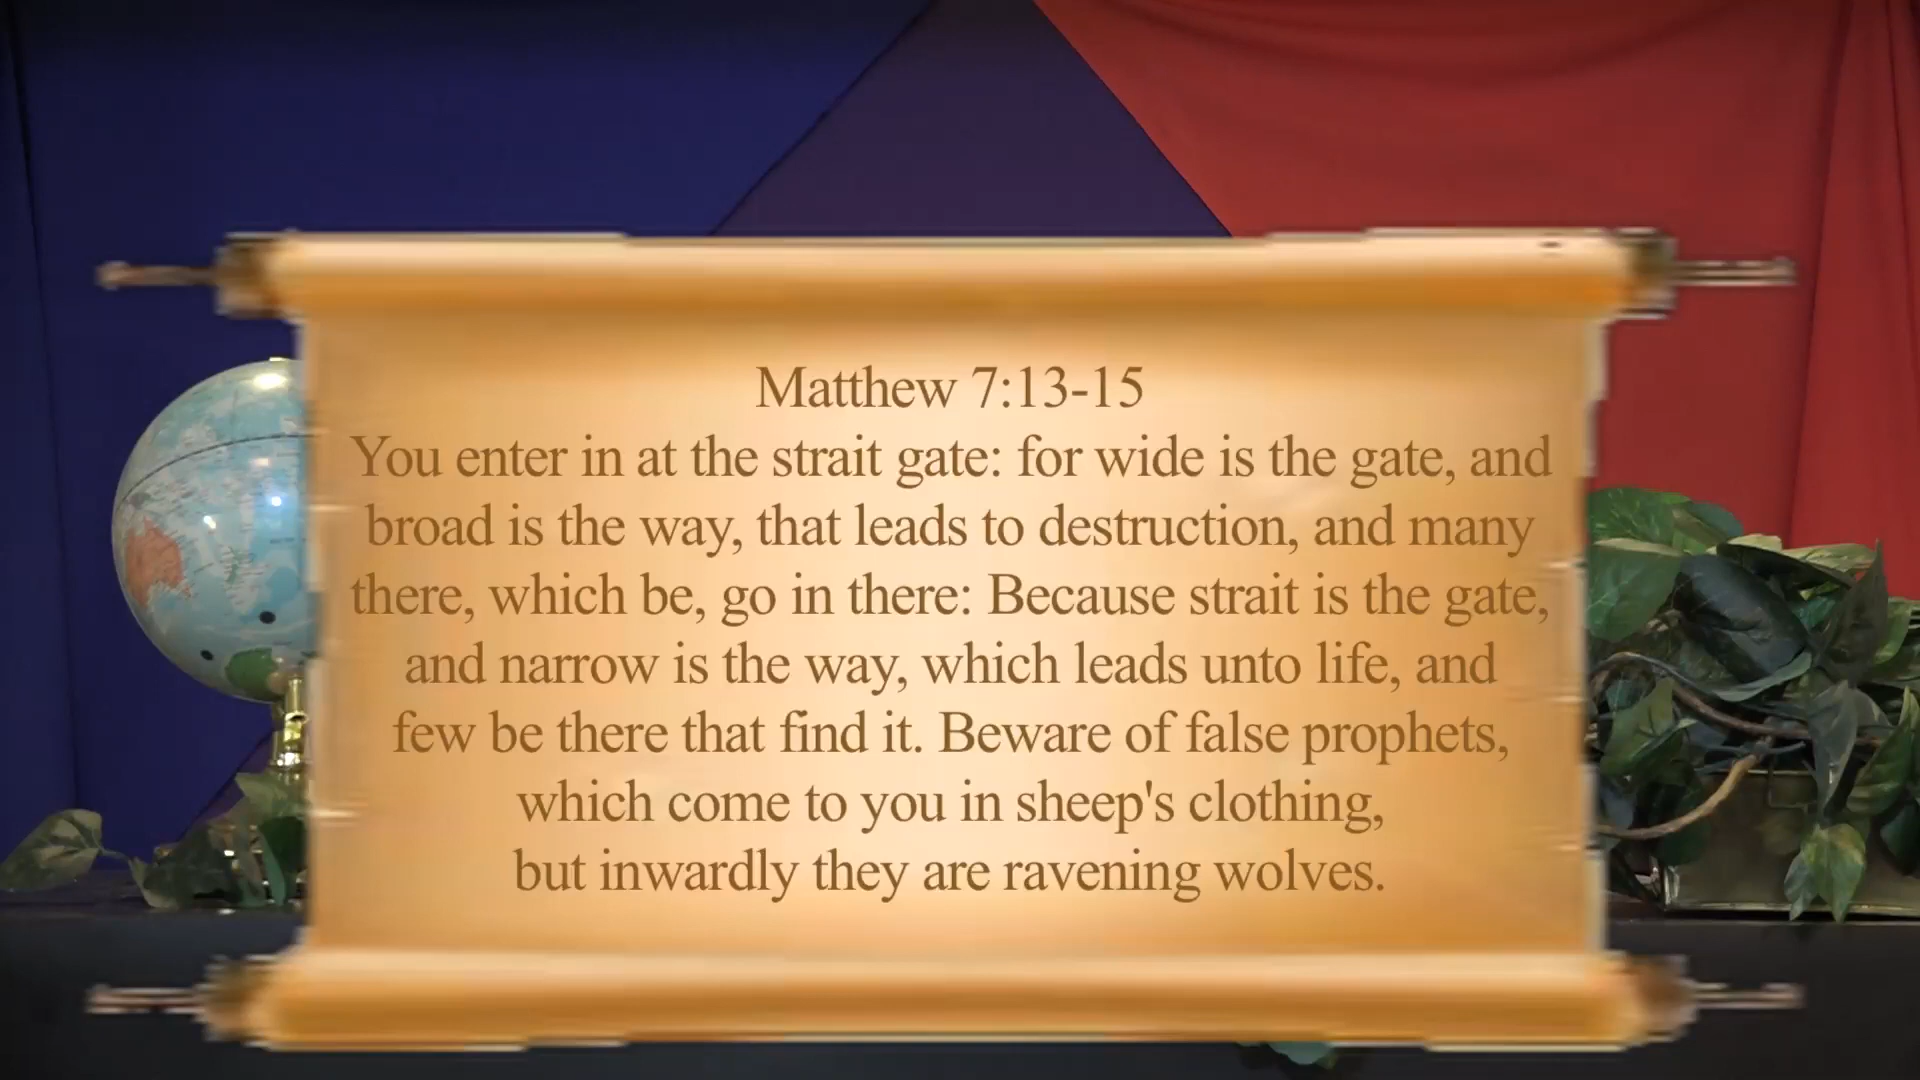 Matthew 7:13-15
You enter in at the strait gate: for wide is the gate, and
broad is the way, that leads to destruction, and many
there, which be, go in there: Because strait is the gate,
and narrow is the way, which leads unto life, and
few be there that find it. Beware of false prophets,
which come to you in sheep's clothing,
but inwardly they are ravening wolves.